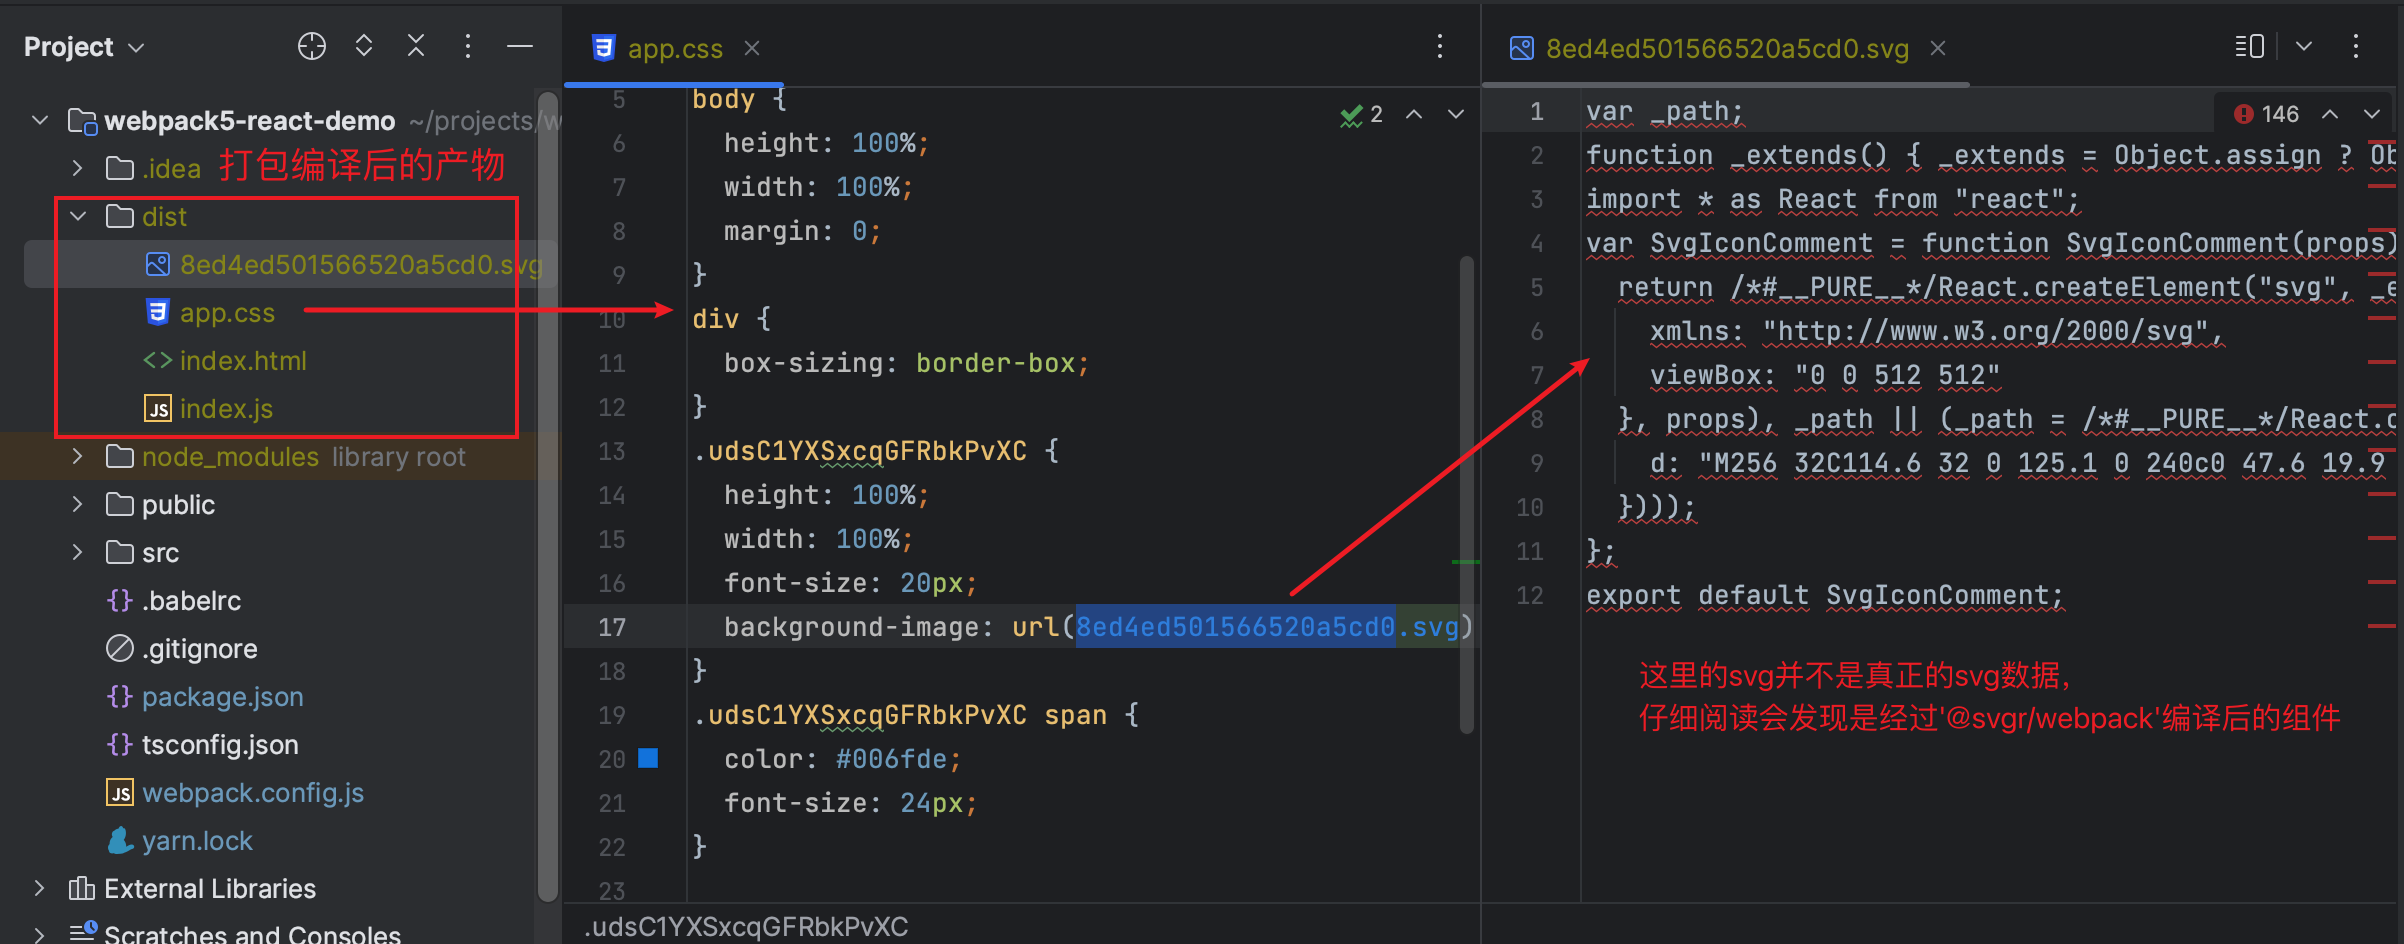 Project
webpack5-react-demo ~/projects/w
.idea 打包编译后的产物
dist
8ed4ed501566520a5cd0.svg
app.css
index.html
index.js
node_modules library root
public
src
.babelrc
.gitignore
package.json
tsconfig.json
webpack.config.js
yarn.lock
External Libraries
Scratches and Consoles
app.css
2
5 body {
6 height: 100%;
7 width: 100%;
8 margin: 0;
9 }
10 div {
11 box-sizing: border-box;
12 }
13 .udsC1YXSxcqGFRbkPvXC {
14 height: 100%;
15 width: 100%;
16 font-size: 20px;
17 background-image: url(8ed4ed501566520a5cd0.svg)
18 }
19 .udsC1YXSxcqGFRbkPvXC span {
20 color: #006fde;
21 font-size: 24px;
22 }
23
.udsC1YXSxcqGFRbkPvXC
8ed4ed501566520a5cd0.svg
146
1 var _path;
2 function _extends() { _extends = Object.assign ? Ob
3 import * as React from "react";
4 var SvgIconComment = function SvgIconComment(props)
5 return /*#__PURE__*/React.createElement("svg", _e
6 xmlns: "http://www.w3.org/2000/svg",
7 viewBox: "0 0 512 512"
8 }, props), _path || (_path = /*#__PURE__*/React.c
9 d: "M256 32C114.6 32 0 125.1 0 240c0 47.6 19.9
10 })));
11 };
12 export default SvgIconComment;
这里的svg并不是真正的svg数据,
仔细阅读会发现是经过'@svgr/webpack'编译后的组件